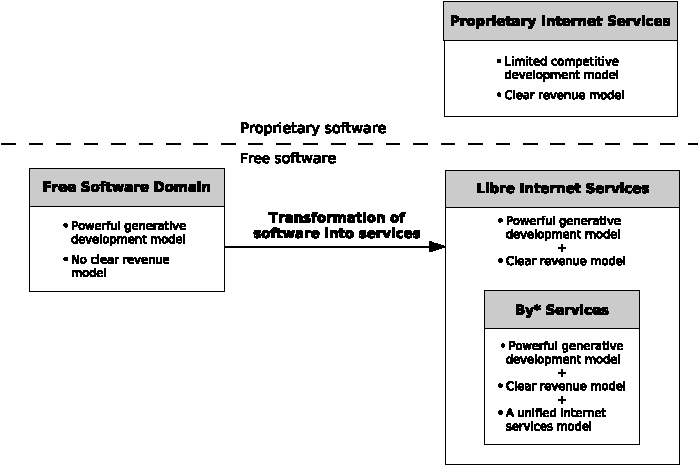 Proprietary Internet Services
• Limited competitive
development model
• Clear revenue model
Proprietary software
Free software
Free Software Domain
• Powerful generative
development model
• No clear revenue
model
Transformation of
software into services
Libre Internet Services
• Powerful generative
development model
+
• Clear revenue model
By* Services
• Powerful generative
development model
+
• Clear revenue model
+
• A unified internet
services model